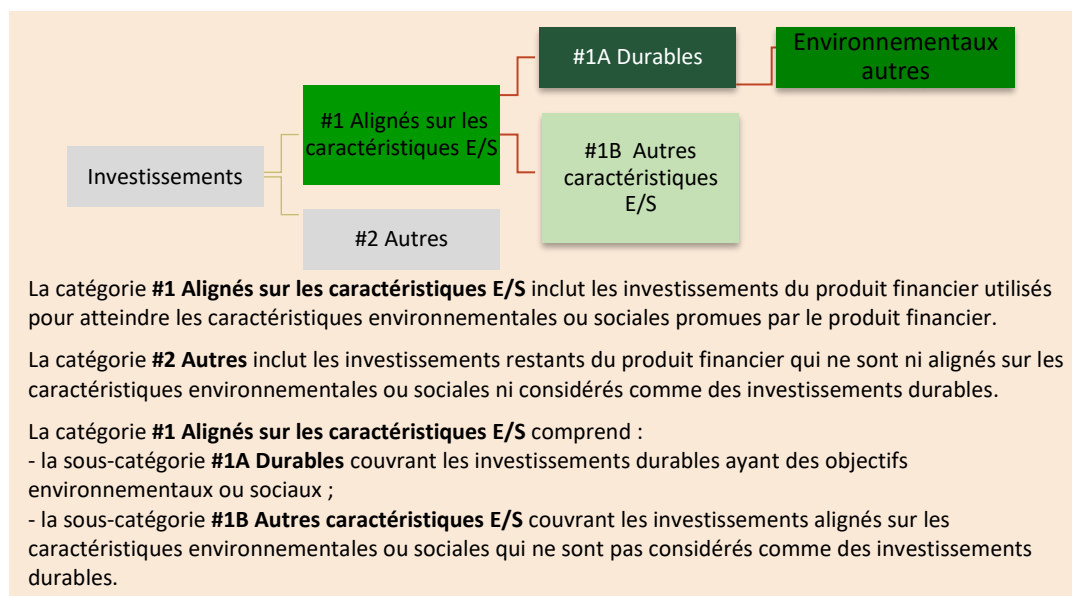 #1A Durables
Environnementaux
autres
#1 Alignés sur les
caractéristiques E/S
#1B Autres
caractéristiques
E/S
Investissements
#2 Autres
La catégorie #1 Alignés sur les caractéristiques E/S inclut les investissements du produit financier utilisés
pour atteindre les caractéristiques environnementales ou sociales promues par le produit financier.
La catégorie #2 Autres inclut les investissements restants du produit financier qui ne sont ni alignés sur les
caractéristiques environnementales ou sociales ni considérés comme des investissements durables.
La catégorie #1 Alignés sur les caractéristiques E/S comprend :
- la sous-catégorie #1A Durables couvrant les investissements durables ayant des objectifs
environnementaux ou sociaux ;
- la sous-catégorie #1B Autres caractéristiques E/S couvrant les investissements alignés sur les
caractéristiques environnementales ou sociales qui ne sont pas considérés comme des investissements
durables.